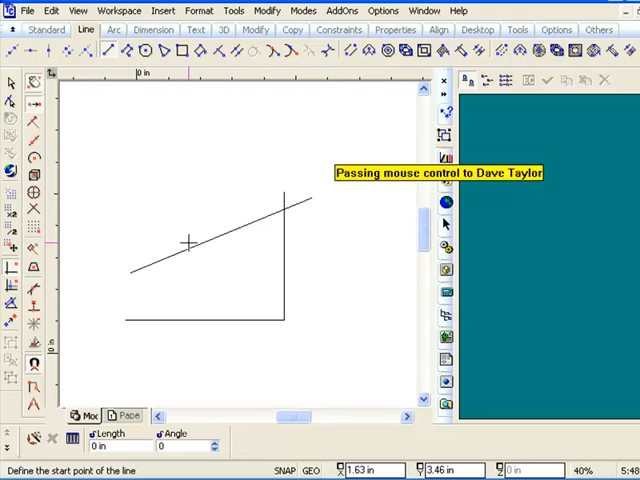 File Edit View Workspace Insert Format Tools Modify Modes AddOns Options Window Help
Standard Line Arc Dimension Text 3D Modify Copy Constraints Properties Align Desktop Tools Options Others
0 in
Passing mouse control to Dave Taylor
0 in
Moc Pape
Length Angle
0 in 0
Define the start point of the line SNAP GEO X 1.63 in Y 3.46 in Z 0 in 40% 5:48